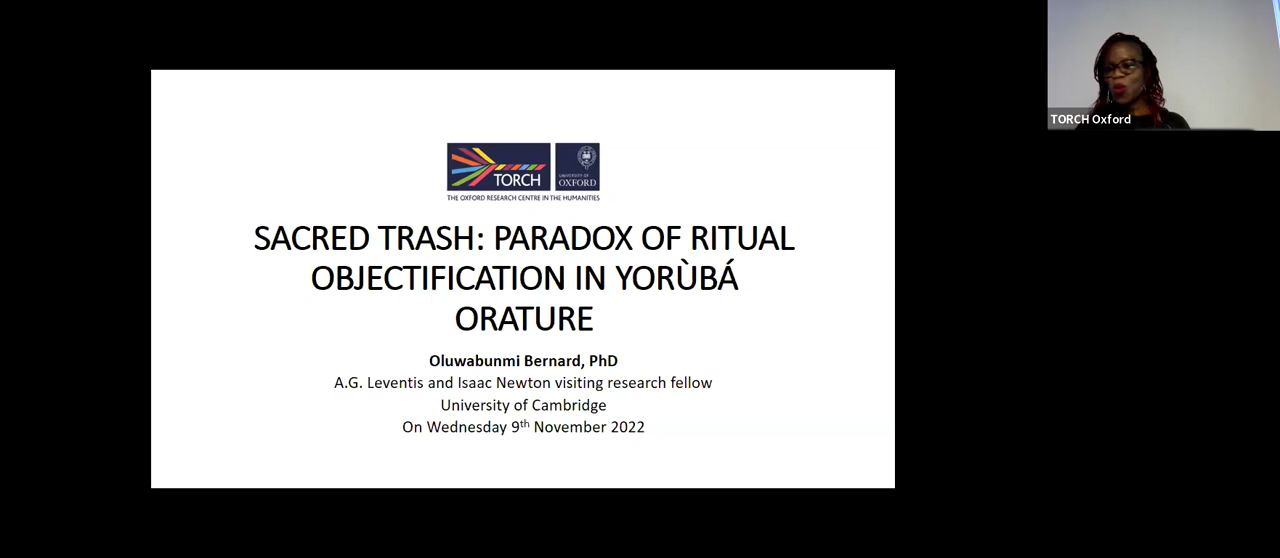 TORCH
UNIVERSITY OF
OXFORD
THE OXFORD RESEARCH CENTRE IN THE HUMANITIES
SACRED TRASH: PARADOX OF RITUAL
OBJECTIFICATION IN YORÙBÁ
ORATURE
Oluwabunmi Bernard, PhD
A.G. Leventis and Isaac Newton visiting research fellow
University of Cambridge
On Wednesday 9th November 2022
TORCH Oxford